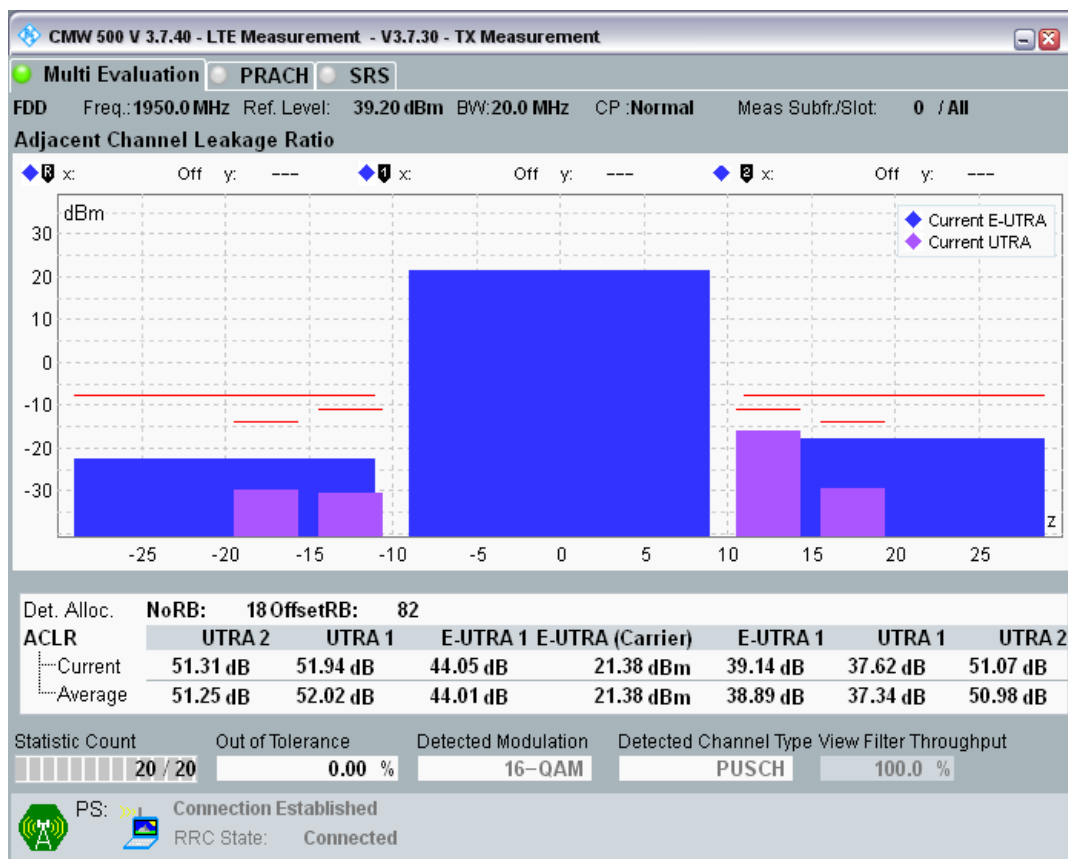 CMW 500 V 3.7.40 - LTE Measurement - V3.7.30 - TX Measurement
Multi Evaluation PRACH SRS
FDD Freq.:1950.0 MHz Ref. Level: 39.20 dBm BW:20.0 MHz CP :Normal Meas Subfr./Slot: 0 / All
Adjacent Channel Leakage Ratio
R x: Off y: --- 1 x: Off y: --- 2 x: Off y: ---
dBm
Current E-UTRA
Current UTRA
30
20
10
0
-10
-20
-30
z
-25 -20 -15 -10 -5 0 5 10 15 20 25
Det. Alloc. NoRB: 18 OffsetRB: 82
ACLR UTRA 2 UTRA 1 E-UTRA 1 E-UTRA (Carrier) E-UTRA 1 UTRA 1 UTRA 2
Current 51.31 dB 51.94 dB 44.05 dB 21.38 dBm 39.14 dB 37.62 dB 51.07 dB
Average 51.25 dB 52.02 dB 44.01 dB 21.38 dBm 38.89 dB 37.34 dB 50.98 dB
Statistic Count Out of Tolerance Detected Modulation Detected Channel Type View Filter Throughput
20 / 20 0.00 % 16-QAM PUSCH 100.0 %
PS: Connection Established
RRC State: Connected